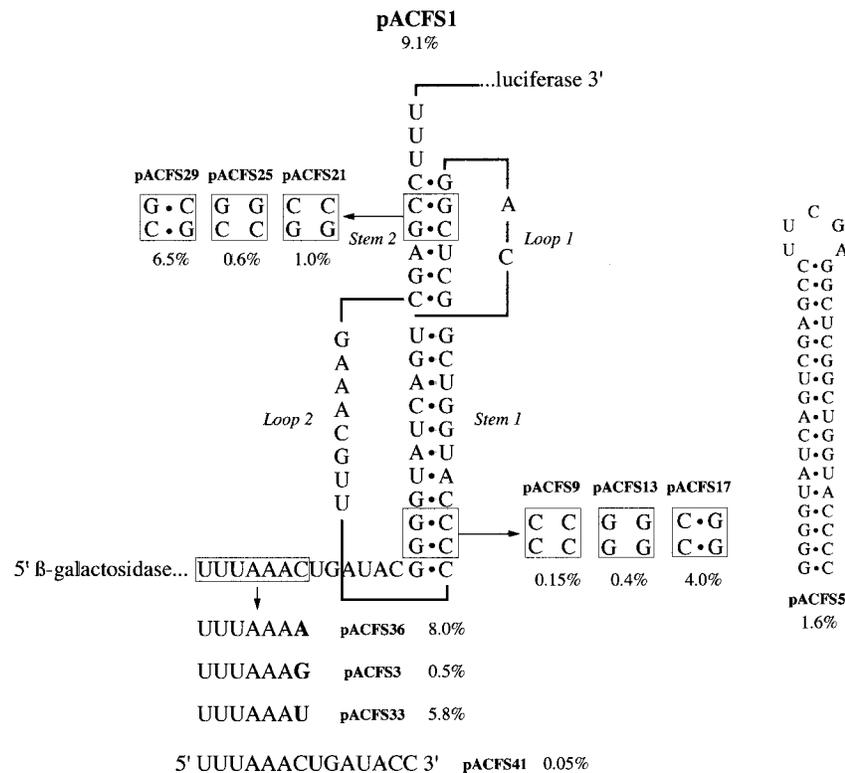 pACFS1
9.1%
...luciferase 3'
U
U
U
C•G
C•G
G•C
A•U
G•C
C•G
A
C
Loop 1
Stem 2
pACFS29 pACFS25 pACFS21
G•C G G C C
C•G C C G G
6.5% 0.6% 1.0%
U•G
G•C
A•U
C•G
U•G
A•U
U•A
G•C
G•C
G•C
Stem 1
G
A
A
A
C
G
U
U
Loop 2
pACFS9 pACFS13 pACFS17
C C G G C•G
C C G G C•G
0.15% 0.4% 4.0%
5' ß-galactosidase... UUUAAACUGAUACG•C
UUUAAAA pACFS36 8.0%
UUUAAAG pACFS3 0.5%
UUUAAAU pACFS33 5.8%
5' UUUAAACUGAUACC 3' pACFS41 0.05%
C
U G
U A
C•G
C•G
G•C
A•U
G•C
C•G
U•G
G•C
A•U
C•G
U•G
A•U
U•A
G•C
G•C
G•C
G•C
pACFS5
1.6%